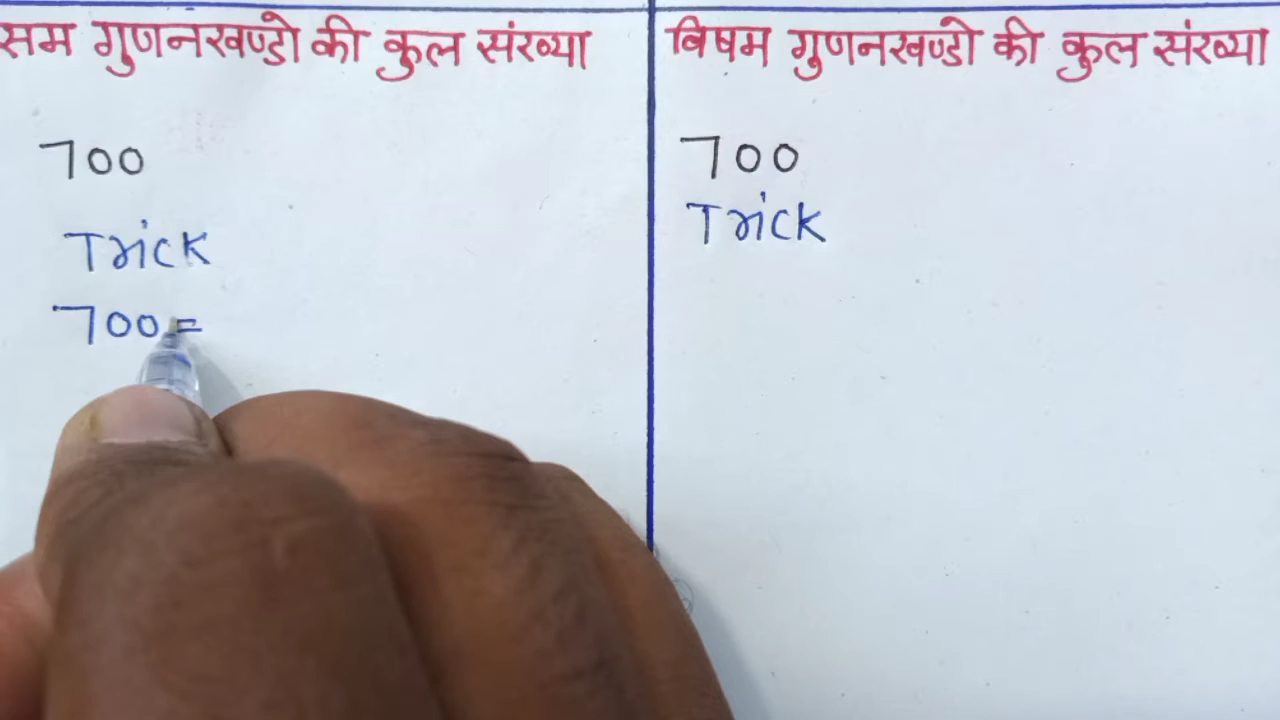 सम गुणनखण्डो की कुल संख्या
700
Trick
700 =
विषम गुणनखण्डो की कुल संख्या
700
Trick